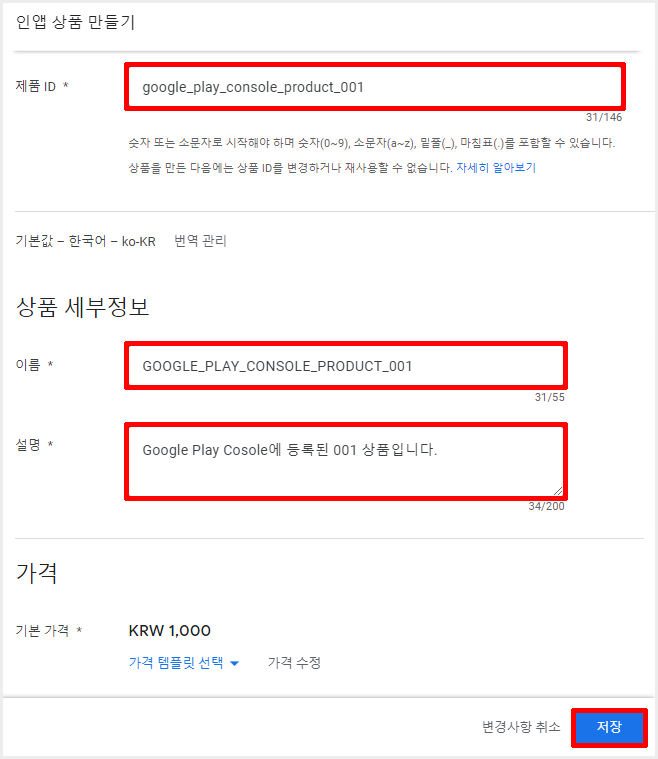 인앱 상품 만들기
제품 ID *
google_play_console_product_001
31/146
숫자 또는 소문자로 시작해야 하며 숫자(0~9), 소문자(a~z), 밑풀(_), 마침표(.)를 포함할 수 있습니다.
상품을 만든 다음에는 상품 ID를 변경하거나 재사용할 수 없습니다. 자세히 알아보기
기본값 – 한국어 – ko-KR 번역 관리
상품 세부정보
이름 *
GOOGLE_PLAY_CONSOLE_PRODUCT_001
31/55
설명 *
Google Play Cosole에 등록된 001 상품입니다.
34/200
가격
기본 가격 *
KRW 1,000
가격 템플릿 선택
가격 수정
변경사항 취소
저장